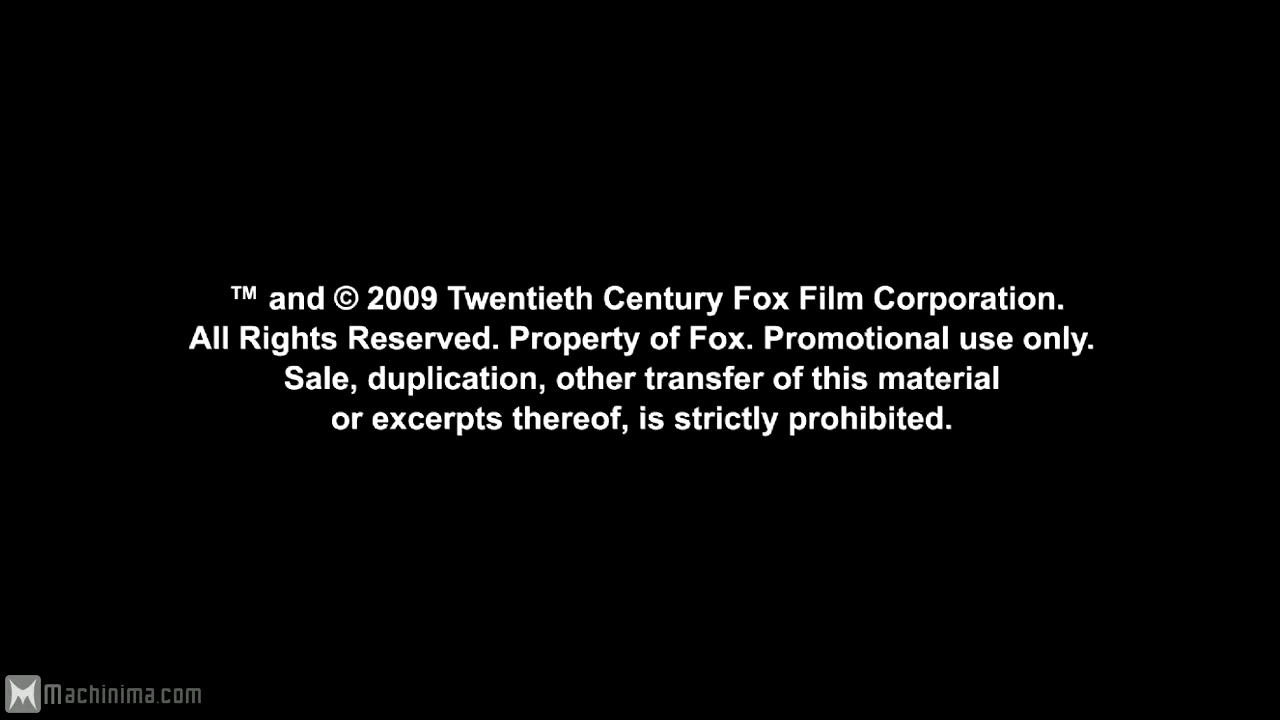 ™ and © 2009 Twentieth Century Fox Film Corporation.
All Rights Reserved. Property of Fox. Promotional use only.
Sale, duplication, other transfer of this material
or excerpts thereof, is strictly prohibited.
Machinima.com